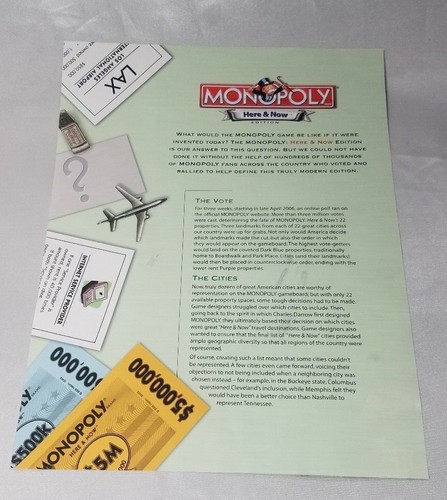 MONOPOLY
Here & Now
EDITION
WHAT WOULD THE MONOPOLY GAME BE LIKE IF IT WERE
INVENTED TODAY? THE MONOPOLY: HERE & NOW EDITION
IS OUR ANSWER TO THIS QUESTION. BUT WE COULD NOT HAVE
DONE IT WITHOUT THE HELP OF HUNDREDS OF THOUSANDS
OF MONOPOLY FANS ACROSS THE COUNTRY WHO VOTED AND
RALLIED TO HELP DEFINE THIS TRULY MODERN EDITION.
THE VOTE
For three weeks, starting in late April, 2006, an online poll ran on
the official MONOPOLY website. More than three million votes
were cast, determining the fate of MONOPOLY: Here & Now's 22
properties. Three landmarks from each of 22 great cities across
our country were up for grabs. Not only would America decide
which landmarks made the cut, but also the order in which
they would appear on the gameboard. The highest vote-getters
would land on the coveted Dark Blue properties, traditionally
home to Boardwalk and Park Place. Cities (and their landmarks)
would then be placed in counterclockwise order, ending with the
lower cent Purple properties.
THE CITIES
Now, truly dozens of great American cities are worthy of
representation on the MONOPOLY gameboard; but with only 22
available property spaces, some tough decisions had to be made.
Game designers struggled over which cities to include. Then,
going back to the spirit in which Charles Darrow first designed
MONOPOLY, they ultimately based their decision on which cities
were great "Here & Now" travel destinations. Game designers also
wanted to ensure that the final list of "Here & Now" cities provided
ample geographic diversity so that all regions of the country were
represented.
Of course, creating such a list meant that some cities couldn't
be represented. A few cities even came forward, voicing their
objections to not being included when a neighboring city was
chosen instead – for example, in the Buckeye state, Columbus
questioned Cleveland's inclusion, while Memphis felt they
would have been a better choice than Nashville to
represent Tennessee.
LOS ANGELES
INTERNATIONAL AIRPORT
LAX
?
INTERNET SERVICE PROVIDER
$500K
MONOPOLY
HERE & NOW
$5M
$5,000,000